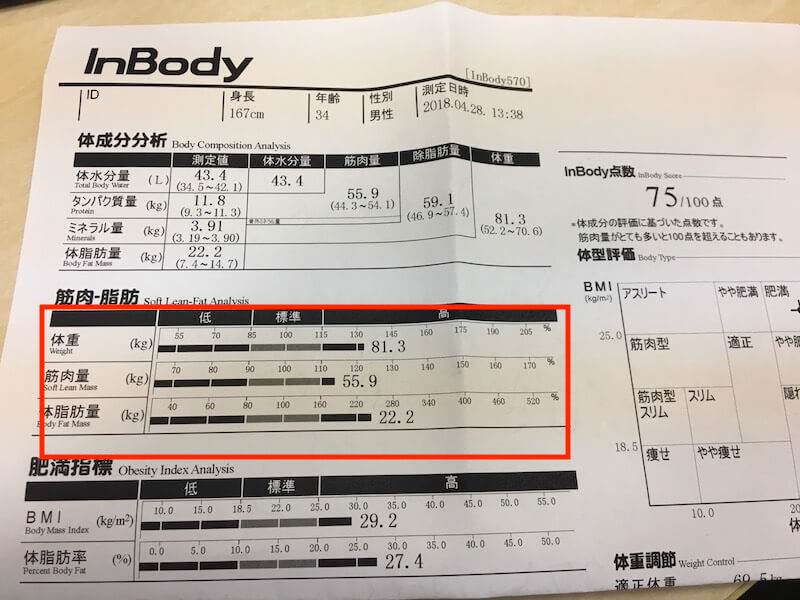 InBody
[InBody570]
ID 身長 年齢 性別 測定日時
167cm 34 男性 2018.04.28. 13:38
体成分分析 Body Composition Analysis
測定値 体水分量 筋肉量 除脂肪量 体重
体水分量 Total Body Water (L) 43.4 (34.5~42.1) 43.4
タンパク質量 Protein (kg) 11.8 (9.3~11.3) 55.9 (44.3~54.1) 59.1 (46.9~57.4)
ミネラル量 Minerals (kg) 3.91 (3.19~3.90) 81.3 (52.2~70.6)
体脂肪量 Body Fat Mass (kg) 22.2 (7.4~14.7)
筋肉-脂肪 Soft Lean-Fat Analysis
低 標準 高
体重 Weight (kg) 55 70 85 100 115 130 145 160 175 190 205 % 81.3
筋肉量 Soft Lean Mass (kg) 70 80 90 100 110 120 130 140 150 160 170 % 55.9
体脂肪量 Body Fat Mass (kg) 40 60 80 100 160 220 280 340 400 460 520 % 22.2
肥満指標 Obesity Index Analysis
低 標準 高
BMI Body Mass Index (kg/m²) 10.0 15.0 18.5 22.0 25.0 30.0 35.0 40.0 45.0 50.0 55.0 29.2
体脂肪率 Percent Body Fat (%) 0.0 5.0 10.0 15.0 20.0 25.0 30.0 35.0 40.0 45.0 50.0 27.4
InBody点数 InBody Score
75/100 点
*体成分の評価に基づいた点数です。
筋肉量がとても多いと100点を超えることもあります。
体型評価 Body Type
BMI (kg/m²)
アスリート やや肥満 肥満
25.0
筋肉型 適正 やや
筋肉型スリム スリム 隠れ
18.5
痩せ やや痩せ
10.0 20
体重調節 Weight Control
適正体重 69.5kg